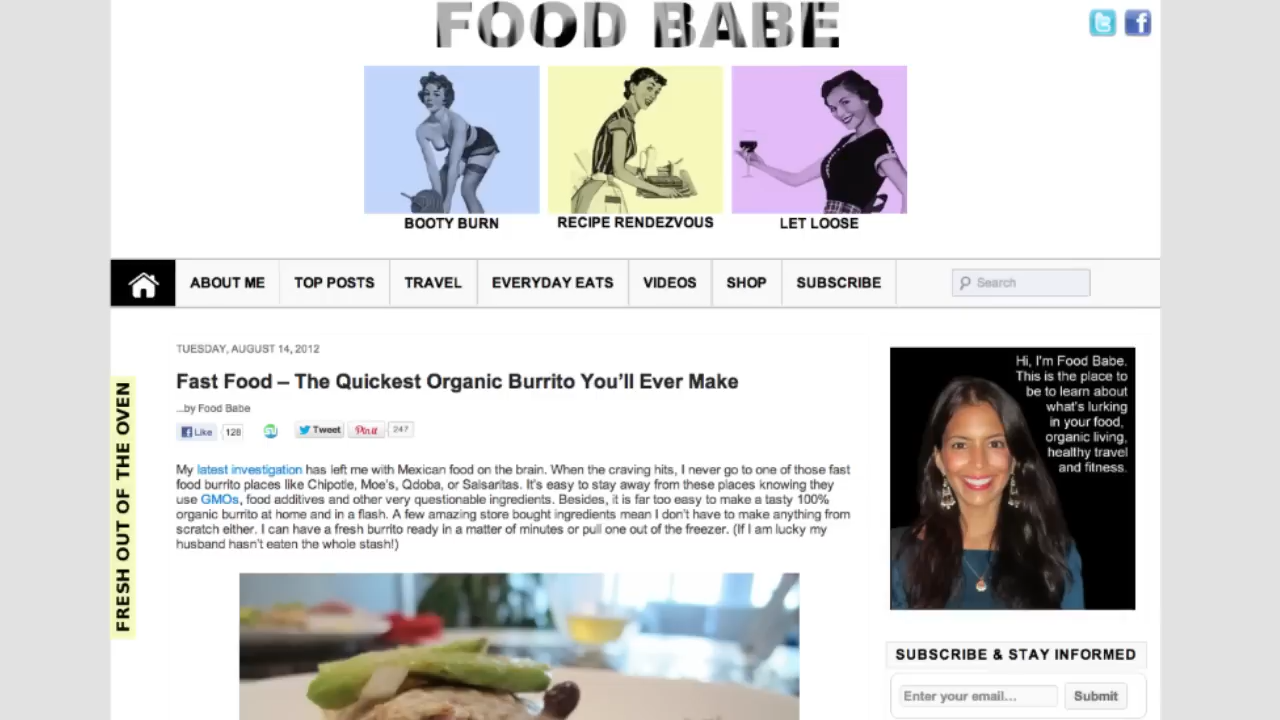 FOOD BABE
BOOTY BURN
RECIPE RENDEZVOUS
LET LOOSE
ABOUT ME
TOP POSTS
TRAVEL
EVERYDAY EATS
VIDEOS
SHOP
SUBSCRIBE
Search
FRESH OUT OF THE OVEN
TUESDAY, AUGUST 14, 2012
Fast Food – The Quickest Organic Burrito You'll Ever Make
...by Food Babe
Like 128
Tweet
Pin it 247
My latest investigation has left me with Mexican food on the brain. When the craving hits, I never go to one of those fast
food burrito places like Chipotle, Moe's, Qdoba, or Salsaritas. It's easy to stay away from these places knowing they
use GMOs, food additives and other very questionable ingredients. Besides, it is far too easy to make a tasty 100%
organic burrito at home and in a flash. A few amazing store bought ingredients mean I don't have to make anything from
scratch either. I can have a fresh burrito ready in a matter of minutes or pull one out of the freezer. (If I am lucky my
husband hasn't eaten the whole stash!)
Hi, I'm Food Babe.
This is the place to
be to learn about
what's lurking
in your food,
organic living,
healthy travel
and fitness.
SUBSCRIBE & STAY INFORMED
Enter your email...
Submit